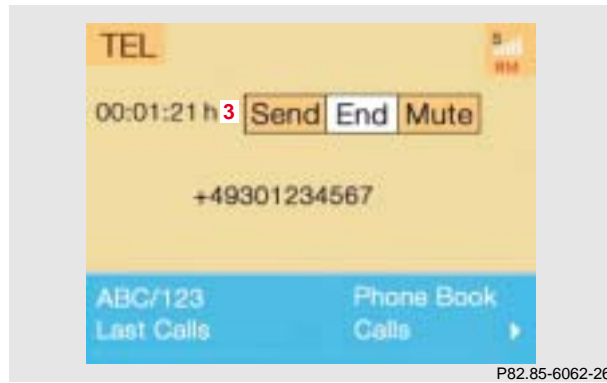 TEL
S
RM
00:01:21 h 3 Send End Mute
+49301234567
ABC/123 Phone Book
Last Calls Calls
P82.85-6062-26